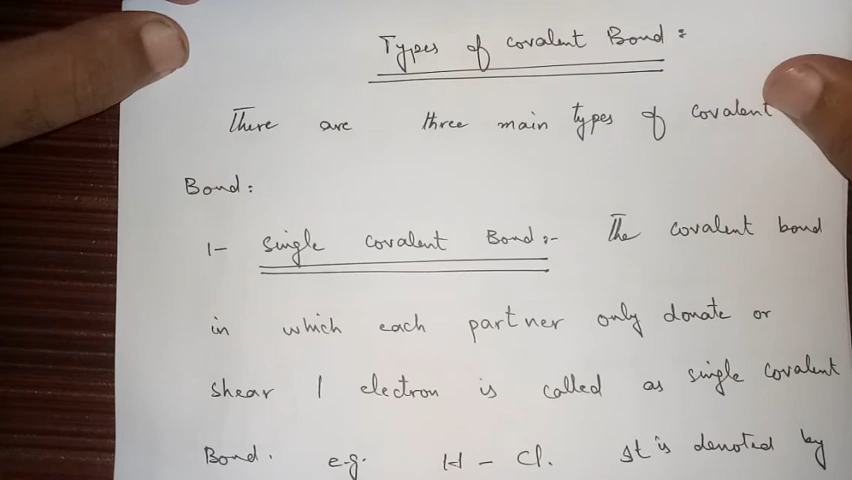 Types of covalent Bond:
There are three main types of covalent
Bond:
1- single covalent Bond:- The covalent bond
in which each partner only donate or
shear 1 electron is called as single covalent
Bond. e.g. H - Cl. It is denoted by